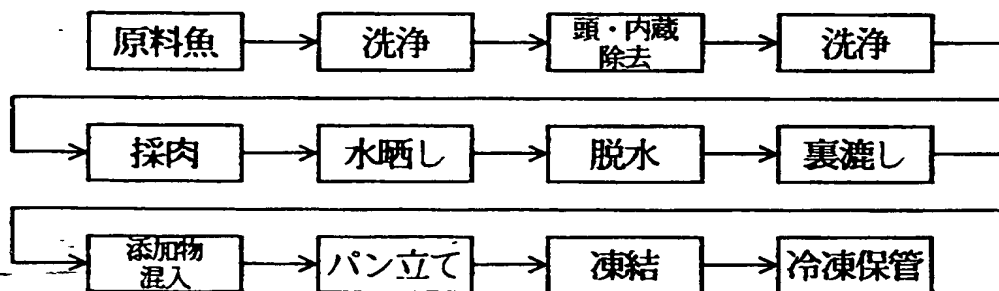 原料魚
洗浄
頭・内蔵
除去
洗浄
採肉
水晒し
脱水
裏漉し
添加物
混入
パン立て
凍結
冷凍保管